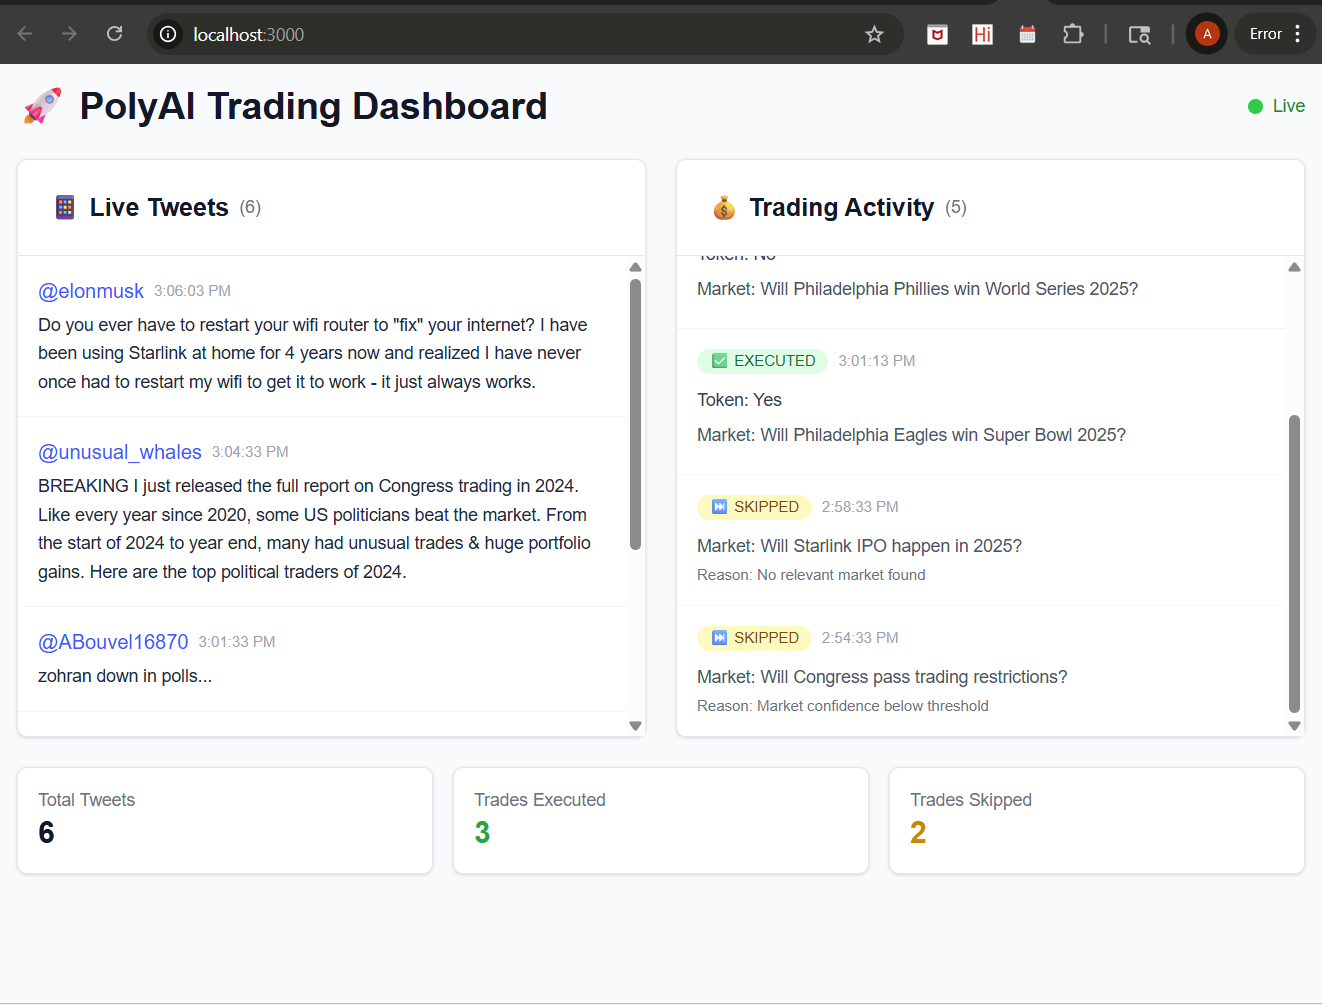 localhost:3000
Hi
A
Error
PolyAI Trading Dashboard
Live
Live Tweets (6)
@elonmusk 3:06:03 PM
Do you ever have to restart your wifi router to "fix" your internet? I have
been using Starlink at home for 4 years now and realized I have never
once had to restart my wifi to get it to work - it just always works.
@unusual_whales 3:04:33 PM
BREAKING I just released the full report on Congress trading in 2024.
Like every year since 2020, some US politicians beat the market. From
the start of 2024 to year end, many had unusual trades & huge portfolio
gains. Here are the top political traders of 2024.
@ABouvel16870 3:01:33 PM
zohran down in polls...
Trading Activity (5)
Token: No
Market: Will Philadelphia Phillies win World Series 2025?
EXECUTED 3:01:13 PM
Token: Yes
Market: Will Philadelphia Eagles win Super Bowl 2025?
SKIPPED 2:58:33 PM
Market: Will Starlink IPO happen in 2025?
Reason: No relevant market found
SKIPPED 2:54:33 PM
Market: Will Congress pass trading restrictions?
Reason: Market confidence below threshold
Total Tweets
6
Trades Executed
3
Trades Skipped
2